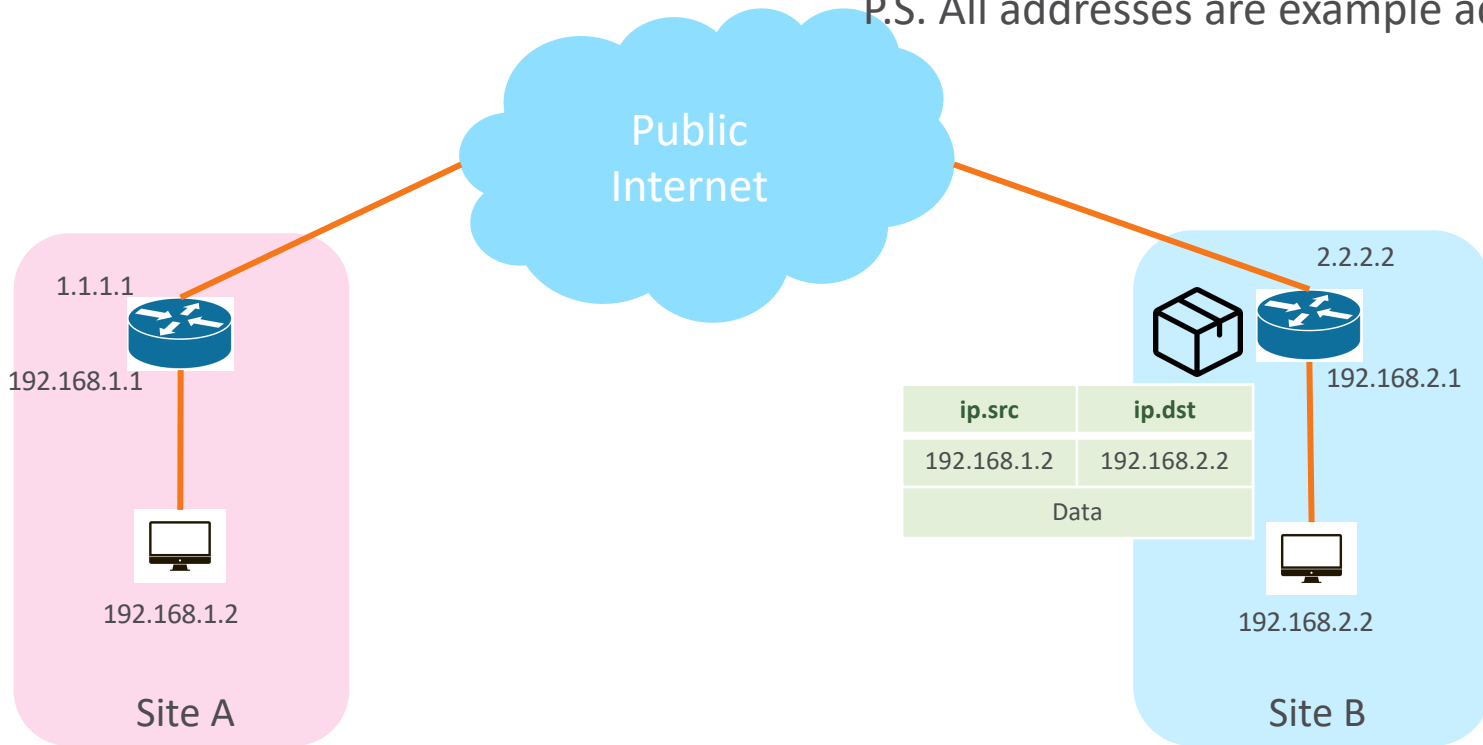 P.S. All addresses are example
Public
Internet
1.1.1.1
192.168.1.1
192.168.1.2
Site A
2.2.2.2
192.168.2.1
ip.src ip.dst
192.168.1.2 192.168.2.2
Data
192.168.2.2
Site B